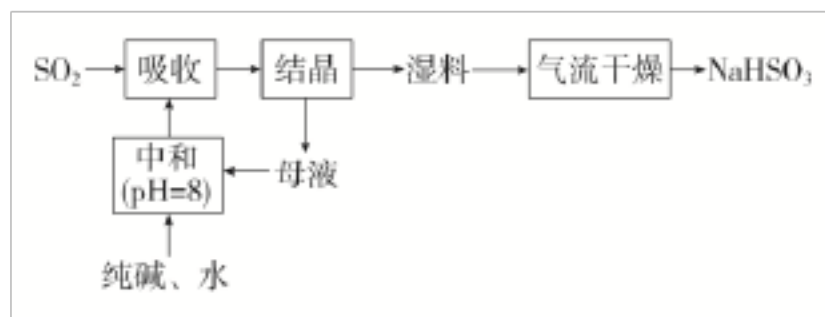 SO₂ 吸收 结晶 湿料 气流干燥 NaHSO₃
中和
(pH=8)
母液
纯碱、水